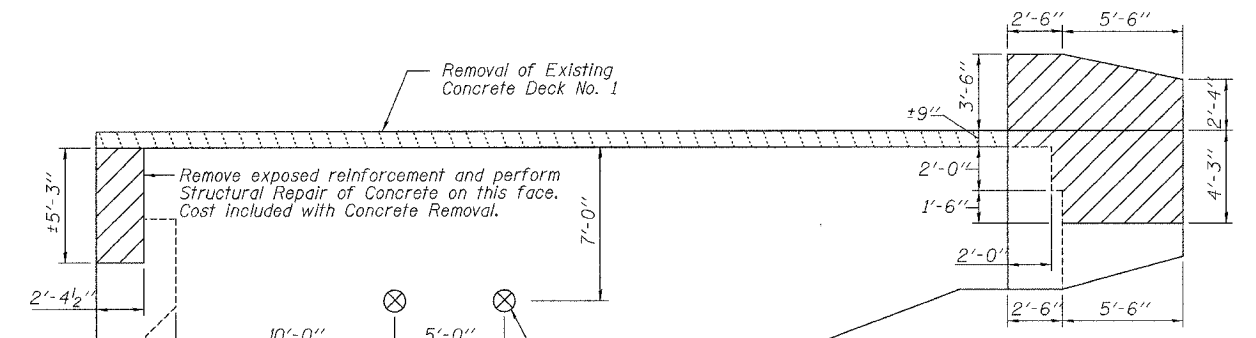 2'-6" 5'-6"
Removal of Existing
Concrete Deck No. 1
3'-6"
2'-4"
±9"
Remove exposed reinforcement and perform
Structural Repair of Concrete on this face.
Cost included with Concrete Removal.
±5'-3"
7'-0"
2'-0"
1'-6"
4'-3"
2'-0"
2'-4½"
2'-6" 5'-6"
10'-0" 5'-0"